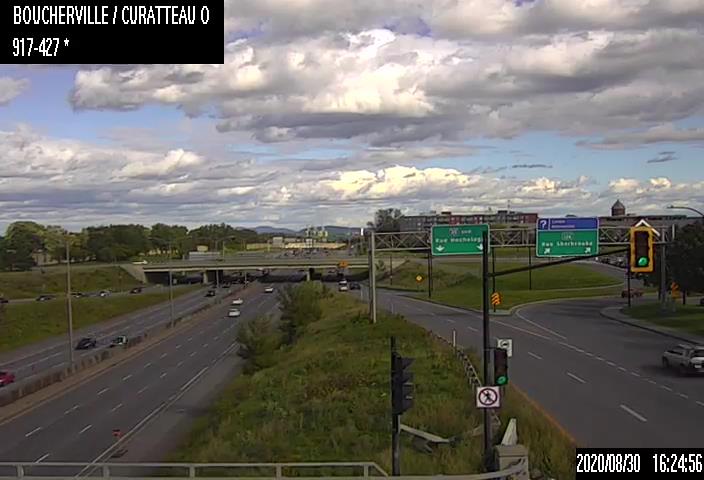 BOUCHERVILLE / CURATTEAU O
917-427 *
Rue Hochelaga
?
Rue Sherbrooke
2020/08/30 16:24:56